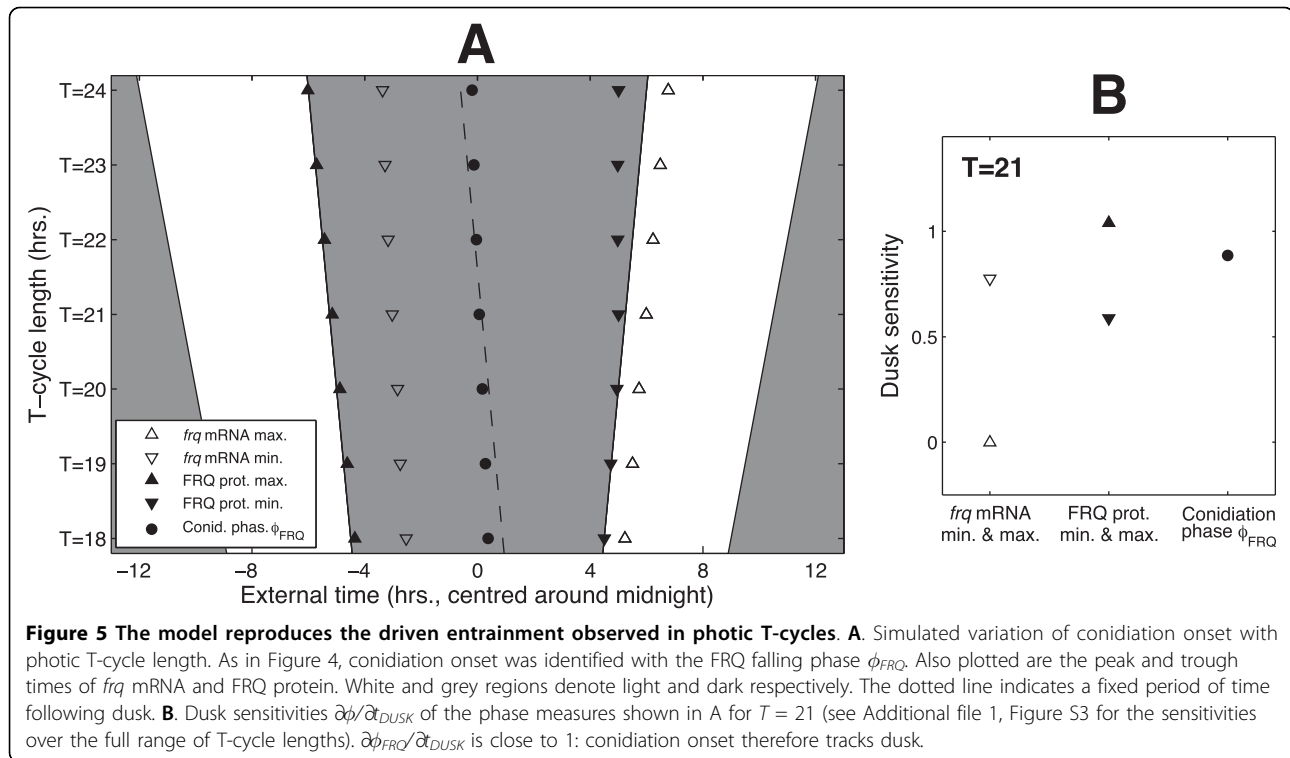 A
T−cycle length (hrs.)
T=24
T=23
T=22
T=21
T=20
T=19
T=18
frq mRNA max.
frq mRNA min.
FRQ prot. max.
FRQ prot. min.
Conid. phas. ϕFRQ
−12
−8
−4
0
4
8
12
External time (hrs., centred around midnight)
B
T=21
Dusk sensitivity
1
0.5
0
frq mRNA
min. & max.
FRQ prot.
min. & max.
Conidiation
phase ϕFRQ
Figure 5 The model reproduces the driven entrainment observed in photic T-cycles. A. Simulated variation of conidiation onset with
photic T-cycle length. As in Figure 4, conidiation onset was identified with the FRQ falling phase ϕFRQ. Also plotted are the peak and trough
times of frq mRNA and FRQ protein. White and grey regions denote light and dark respectively. The dotted line indicates a fixed period of time
following dusk. B. Dusk sensitivities ∂ϕ/∂tDUSK of the phase measures shown in A for T = 21 (see Additional file 1, Figure S3 for the sensitivities
over the full range of T-cycle lengths). ∂ϕFRQ/∂tDUSK is close to 1: conidiation onset therefore tracks dusk.